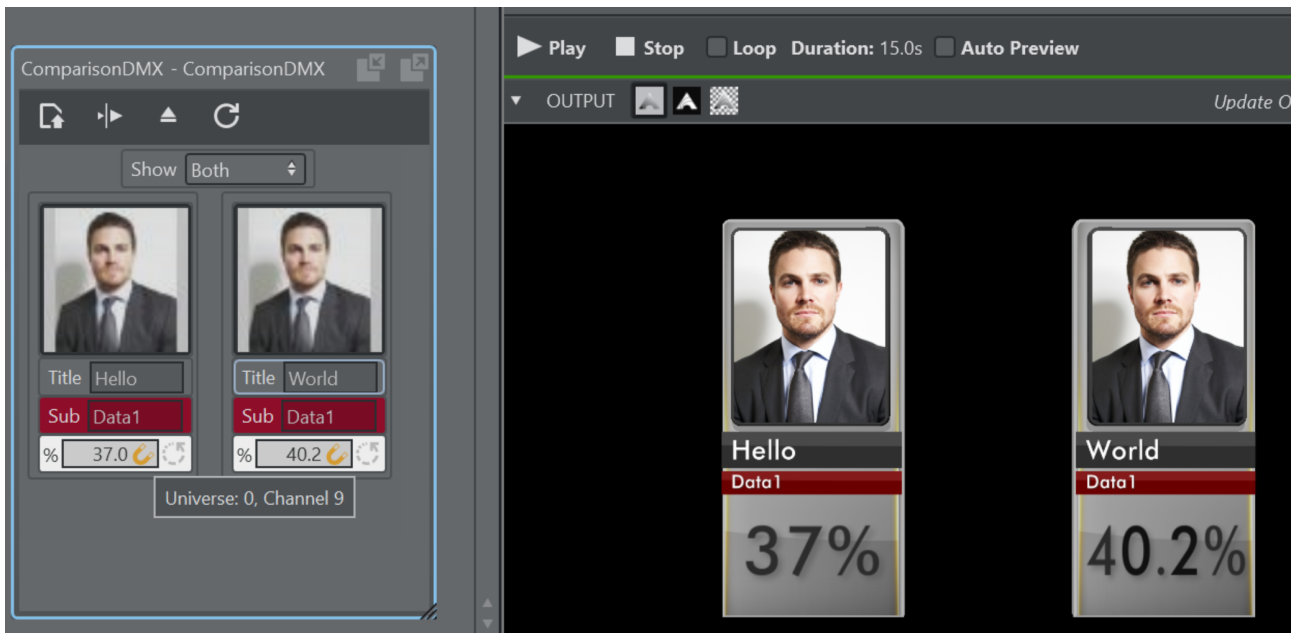 ComparisonDMX - ComparisonDMX
Show Both
Title Hello
Sub Data1
% 37.0
Title World
Sub Data1
% 40.2
Universe: 0, Channel 9
Play Stop Loop Duration: 15.0s Auto Preview
OUTPUT Update O
Hello
Data1
37%
World
Data1
40.2%